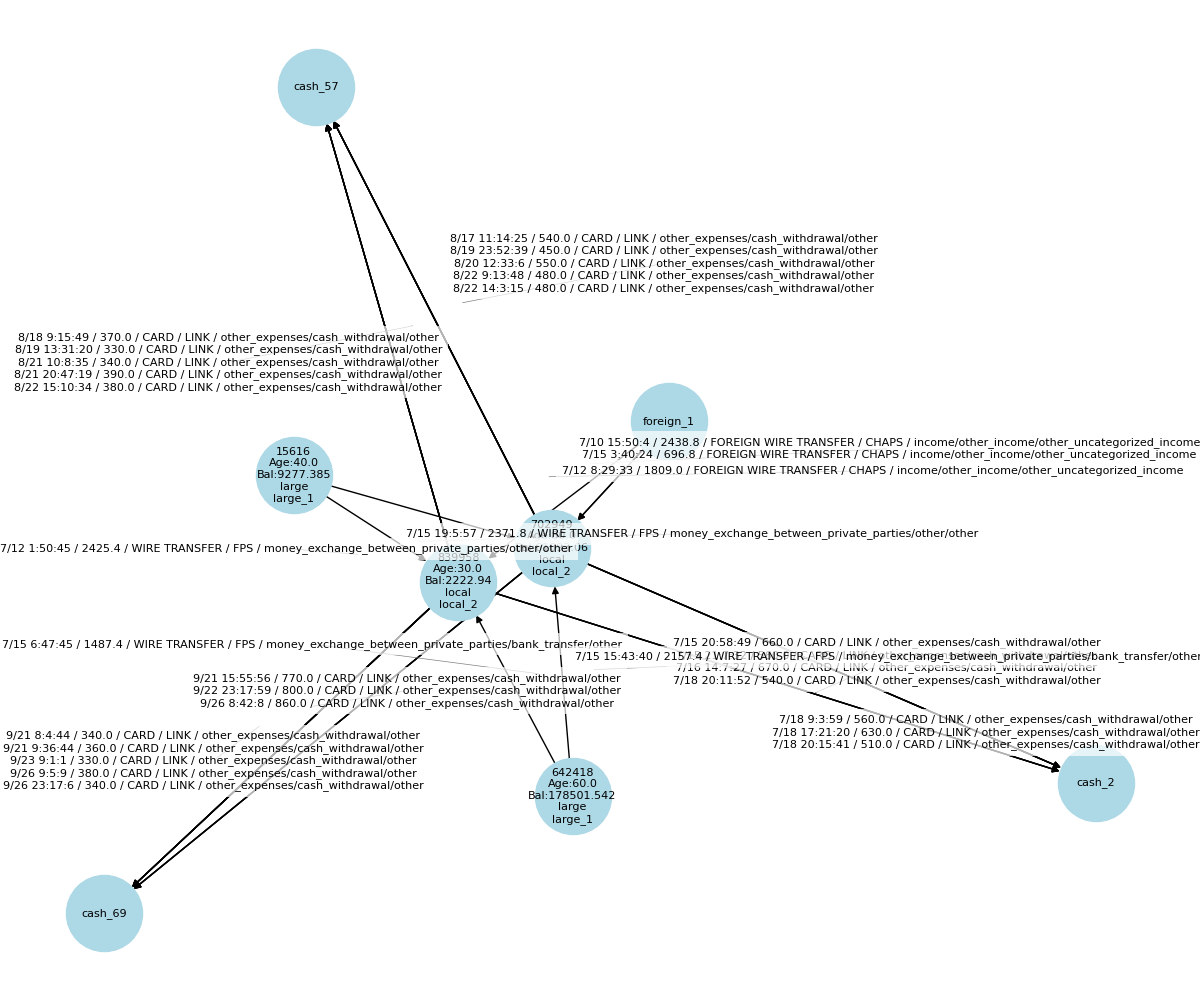 cash_57
8/17 11:14:25 / 540.0 / CARD / LINK / other_expenses/cash_withdrawal/other
8/19 23:52:39 / 450.0 / CARD / LINK / other_expenses/cash_withdrawal/other
8/20 12:33:6 / 550.0 / CARD / LINK / other_expenses/cash_withdrawal/other
8/22 9:13:48 / 480.0 / CARD / LINK / other_expenses/cash_withdrawal/other
8/22 14:3:15 / 480.0 / CARD / LINK / other_expenses/cash_withdrawal/other
8/18 9:15:49 / 370.0 / CARD / LINK / other_expenses/cash_withdrawal/other
8/19 13:31:20 / 330.0 / CARD / LINK / other_expenses/cash_withdrawal/other
8/21 10:8:35 / 340.0 / CARD / LINK / other_expenses/cash_withdrawal/other
8/21 20:47:19 / 390.0 / CARD / LINK / other_expenses/cash_withdrawal/other
8/22 15:10:34 / 380.0 / CARD / LINK / other_expenses/cash_withdrawal/other
foreign_1
7/10 15:50:4 / 2438.8 / FOREIGN WIRE TRANSFER / CHAPS / income/other_income/other_uncategorized_income
7/15 3:40:24 / 696.8 / FOREIGN WIRE TRANSFER / CHAPS / income/other_income/other_uncategorized_income
7/12 8:29:33 / 1809.0 / FOREIGN WIRE TRANSFER / CHAPS / income/other_income/other_uncategorized_income
15616
Age:40.0
Bal:9277.385
large
large_1
702949
7/15 19:5:57 / 2371.8 / WIRE TRANSFER / FPS / money_exchange_between_private_parties/other/other
7/12 1:50:45 / 2425.4 / WIRE TRANSFER / FPS / money_exchange_between_private_parties/other/other
local
local_2
839958
Age:30.0
Bal:2222.94
local
local_2
7/15 6:47:45 / 1487.4 / WIRE TRANSFER / FPS / money_exchange_between_private_parties/bank_transfer/other
7/15 20:58:49 / 660.0 / CARD / LINK / other_expenses/cash_withdrawal/other
7/15 15:43:40 / 2157.4 / WIRE TRANSFER / FPS / money_exchange_between_private_parties/bank_transfer/other
7/16 14:7:27 / 670.0 / CARD / LINK / other_expenses/cash_withdrawal/other
7/18 20:11:52 / 540.0 / CARD / LINK / other_expenses/cash_withdrawal/other
9/21 15:55:56 / 770.0 / CARD / LINK / other_expenses/cash_withdrawal/other
9/22 23:17:59 / 800.0 / CARD / LINK / other_expenses/cash_withdrawal/other
9/26 8:42:8 / 860.0 / CARD / LINK / other_expenses/cash_withdrawal/other
7/18 9:3:59 / 560.0 / CARD / LINK / other_expenses/cash_withdrawal/other
7/18 17:21:20 / 630.0 / CARD / LINK / other_expenses/cash_withdrawal/other
7/18 20:15:41 / 510.0 / CARD / LINK / other_expenses/cash_withdrawal/other
9/21 8:4:44 / 340.0 / CARD / LINK / other_expenses/cash_withdrawal/other
9/21 9:36:44 / 360.0 / CARD / LINK / other_expenses/cash_withdrawal/other
9/23 9:1:1 / 330.0 / CARD / LINK / other_expenses/cash_withdrawal/other
9/26 9:5:9 / 380.0 / CARD / LINK / other_expenses/cash_withdrawal/other
9/26 23:17:6 / 340.0 / CARD / LINK / other_expenses/cash_withdrawal/other
642418
Age:60.0
Bal:178501.542
large
large_1
cash_2
cash_69